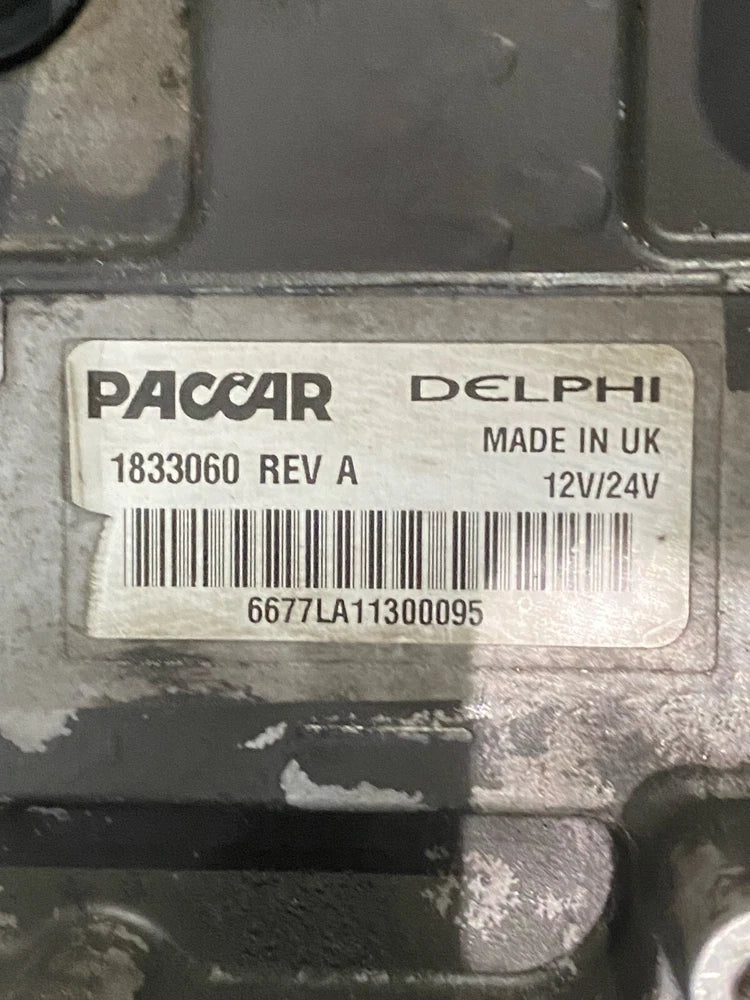 PACCAR DELPHI
MADE IN UK
1833060 REV A
12V/24V
6677LA11300095